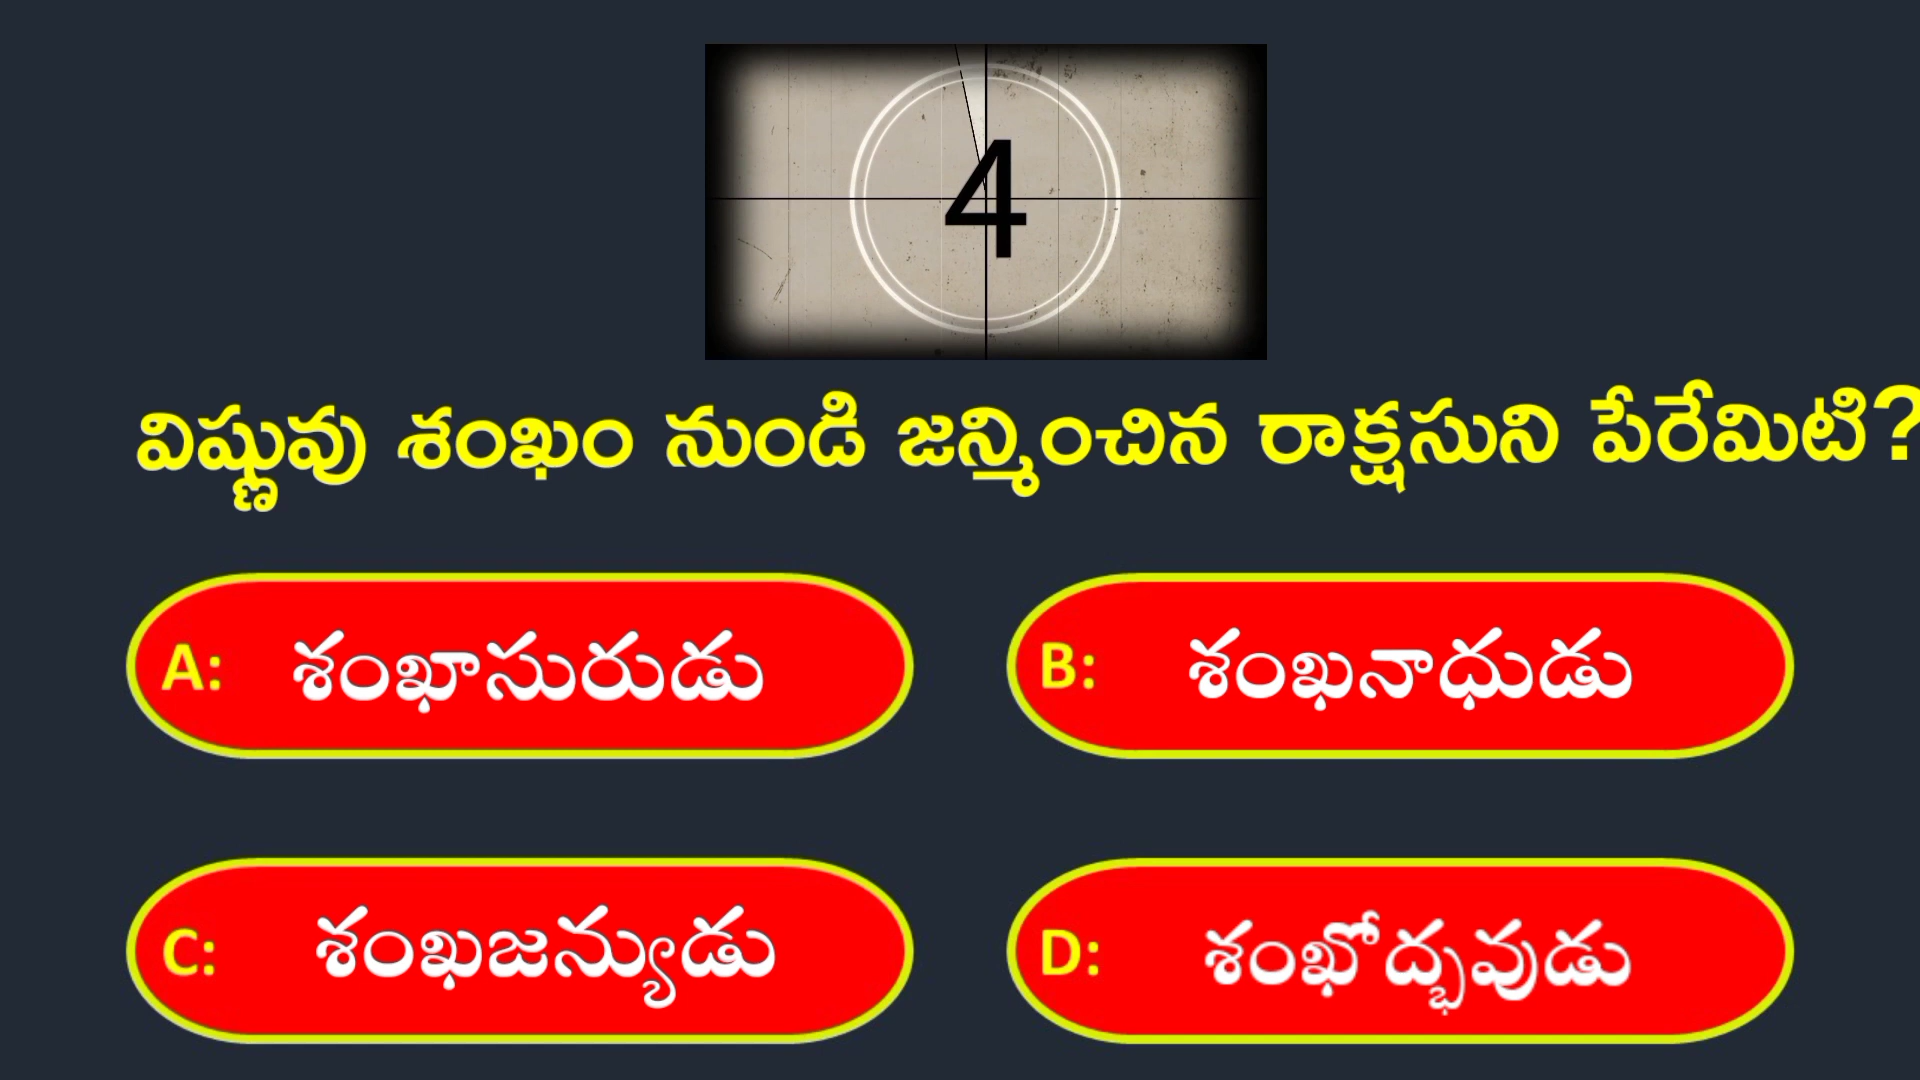 4
విష్ణువు శంఖం నుండి జన్మించిన రాక్షసుని పేరేమిటి?
A: శంఖాసురుడు
B: శంఖనాధుడు
C: శంఖజన్యుడు
D: శంఖోద్భవుడు